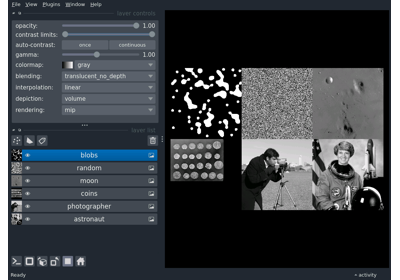 File View Plugins Window Help
layer controls
opacity: 1.00
contrast limits:
auto-contrast: once continuous
gamma: 1.00
colormap: gray
blending: translucent_no_depth
interpolation: linear
depiction: volume
rendering: mip
layer list
blobs
random
moon
coins
photographer
astronaut
Ready activity